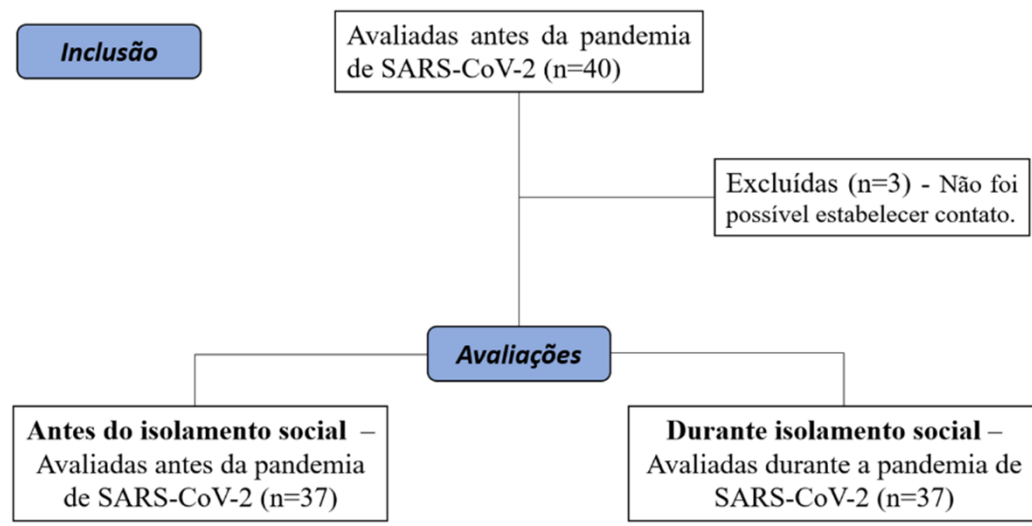 Inclusão
Avaliadas antes da pandemia
de SARS-CoV-2 (n=40)
Excluídas (n=3) - Não foi
possível estabelecer contato.
Avaliações
Antes do isolamento social –
Avaliadas antes da pandemia
de SARS-CoV-2 (n=37)
Durante isolamento social –
Avaliadas durante a pandemia de
SARS-CoV-2 (n=37)